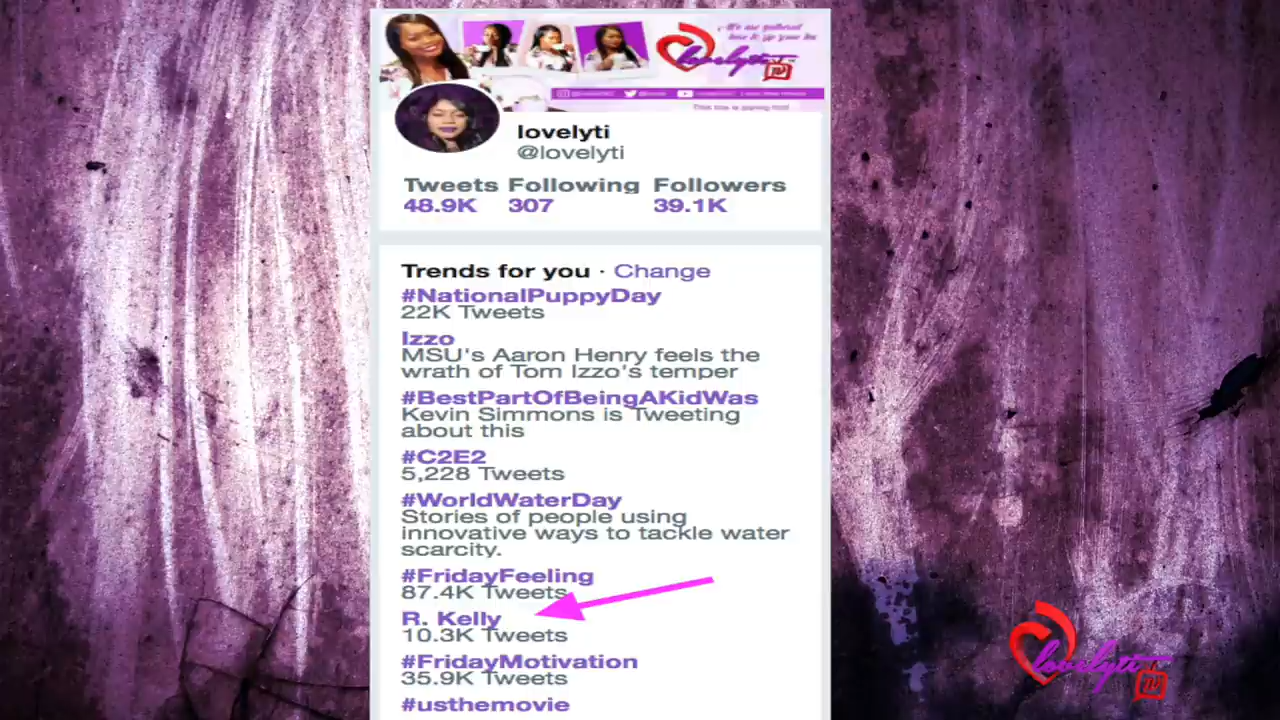 lovelyti
TV
lovelyti
@lovelyti
Tweets Following Followers
48.9K 307 39.1K
Trends for you · Change
#NationalPuppyDay
22K Tweets
Izzo
MSU's Aaron Henry feels the
wrath of Tom Izzo's temper
#BestPartOfBeingAKidWas
Kevin Simmons is Tweeting
about this
#C2E2
5,228 Tweets
#WorldWaterDay
Stories of people using
innovative ways to tackle water
scarcity.
#FridayFeeling
87.4K Tweets
R. Kelly
10.3K Tweets
#FridayMotivation
35.9K Tweets
#usthemovie
lovelyti
TV